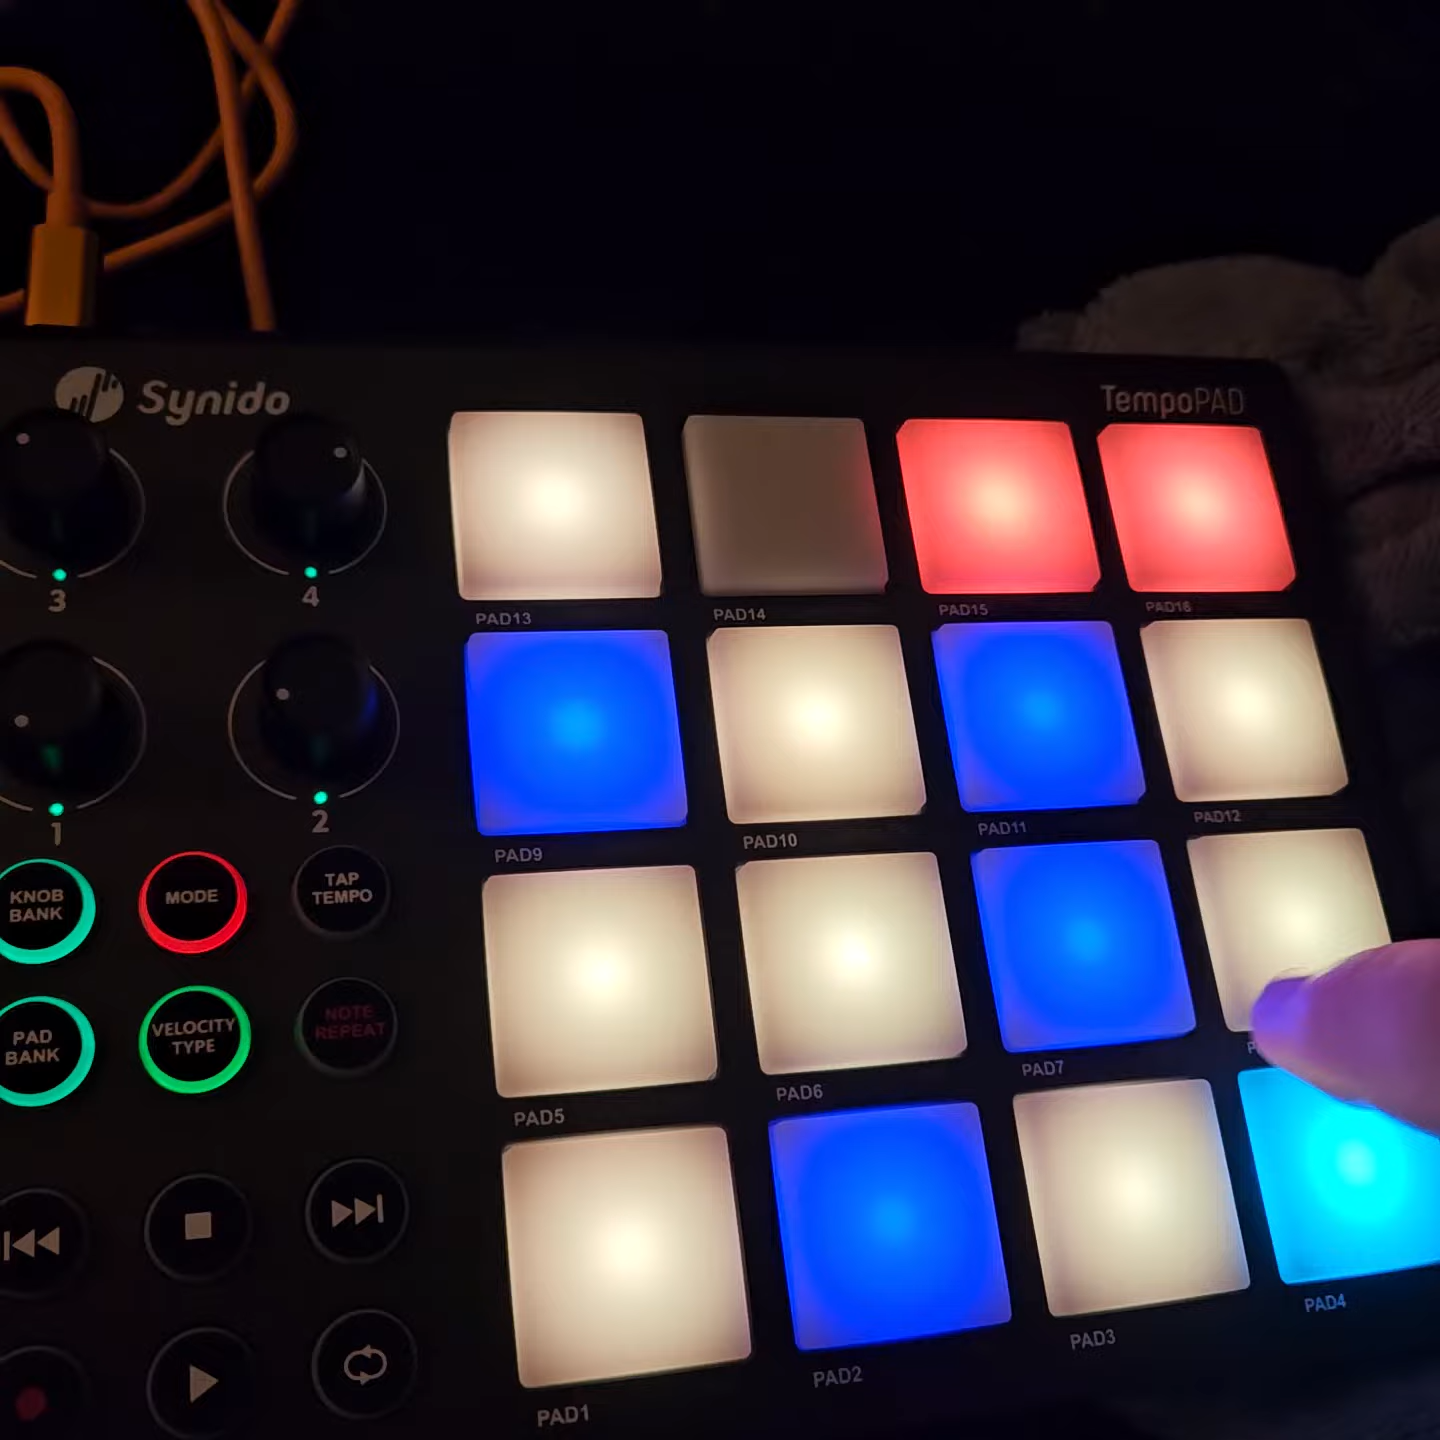 Synido
TempoPAD
3
4
PAD13
PAD14
PAD15
PAD16
1
2
PAD9
PAD10
PAD11
PAD12
KNOB
BANK
MODE
TAP
TEMPO
PAD
BANK
VELOCITY
TYPE
NOTE
REPEAT
PAD5
PAD6
PAD7
PAD1
PAD2
PAD3
PAD4